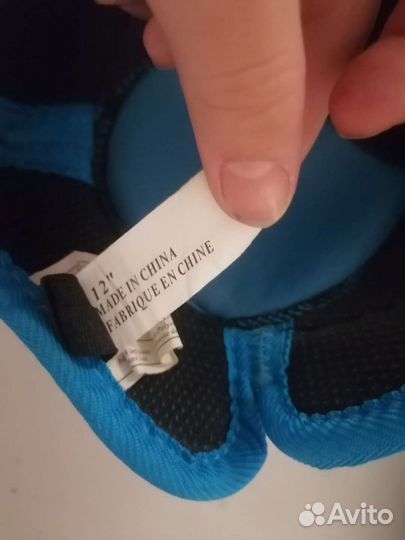 12"
MADE IN CHINA
FABRIQUE EN CHINE
Avito